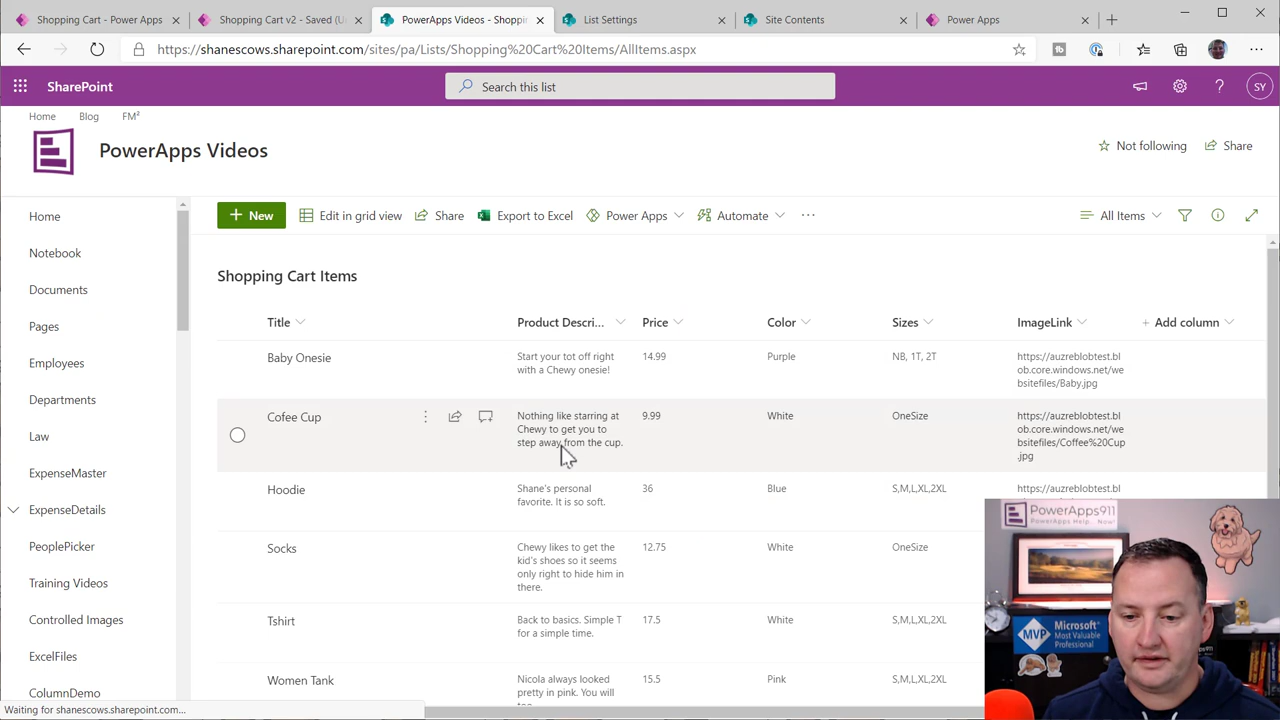 Shopping Cart - Power Apps
Shopping Cart v2 - Saved (U
PowerApps Videos - Shoppin
List Settings
Site Contents
Power Apps
https://shanescows.sharepoint.com/sites/pa/Lists/Shopping%20Cart%20Items/AllItems.aspx
SharePoint
Search this list
SY
Home
Blog
FM²
PowerApps Videos
Not following
Share
Home
Notebook
Documents
Pages
Employees
Departments
Law
ExpenseMaster
ExpenseDetails
PeoplePicker
Training Videos
Controlled Images
ExcelFiles
ColumnDemo
New
Edit in grid view
Share
Export to Excel
Power Apps
Automate
All Items
Shopping Cart Items
Title
Product Descri...
Price
Color
Sizes
ImageLink
Add column
Baby Onesie
Start your tot off right
with a Chewy onesie!
14.99
Purple
NB, 1T, 2T
https://auzreblobtest.bl
ob.core.windows.net/we
bsitefiles/Baby.jpg
Cofee Cup
Nothing like starring at
Chewy to get you to
step away from the cup.
9.99
White
OneSize
https://auzreblobtest.bl
ob.core.windows.net/we
bsitefiles/Coffee%20Cup
.jpg
Hoodie
Shane's personal
favorite. It is so soft.
36
Blue
S,M,L,XL,2XL
https://auzreblobtest.bl
Socks
Chewy likes to get the
kid's shoes so it seems
only right to hide him in
there.
12.75
White
OneSize
Tshirt
Back to basics. Simple T
for a simple time.
17.5
White
S,M,L,XL,2XL
Women Tank
Nicola always looked
pretty in pink. You will
15.5
Pink
S,M,L,XL,2XL
PowerApps911
PowerApps Help... Now!
Microsoft
MVP
Most Valuable
Professional
Waiting for shanescows.sharepoint.com...